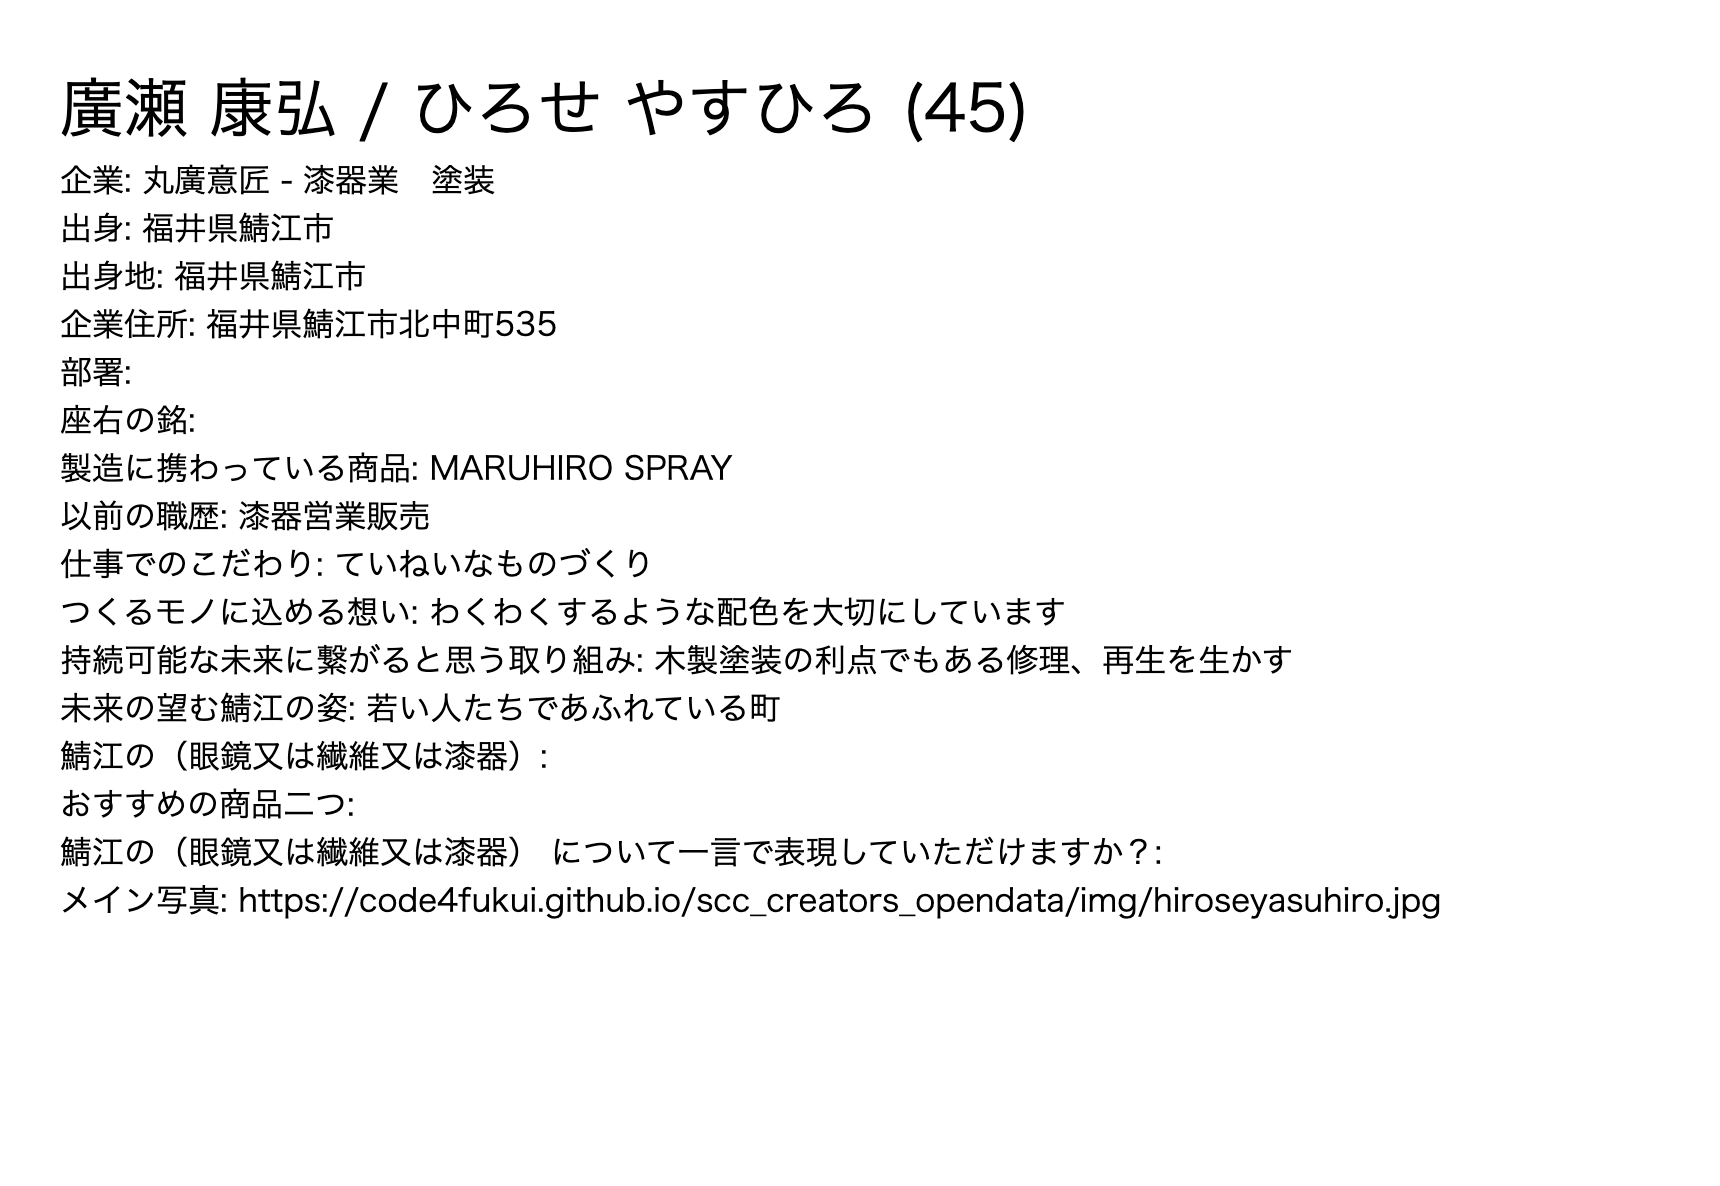 廣瀬 康弘 / ひろせ やすひろ (45)
企業: 丸廣意匠 - 漆器業　塗装
出身: 福井県鯖江市
出身地: 福井県鯖江市
企業住所: 福井県鯖江市北中町535
部署:
座右の銘:
製造に携わっている商品: MARUHIRO SPRAY
以前の職歴: 漆器営業販売
仕事でのこだわり: ていねいなものづくり
つくるモノに込める想い: わくわくするような配色を大切にしています
持続可能な未来に繋がると思う取り組み: 木製塗装の利点でもある修理、再生を生かす
未来の望む鯖江の姿: 若い人たちであふれている町
鯖江の（眼鏡又は繊維又は漆器）:
おすすめの商品二つ:
鯖江の（眼鏡又は繊維又は漆器） について一言で表現していただけますか？:
メイン写真: https://code4fukui.github.io/scc_creators_opendata/img/hiroseyasuhiro.jpg